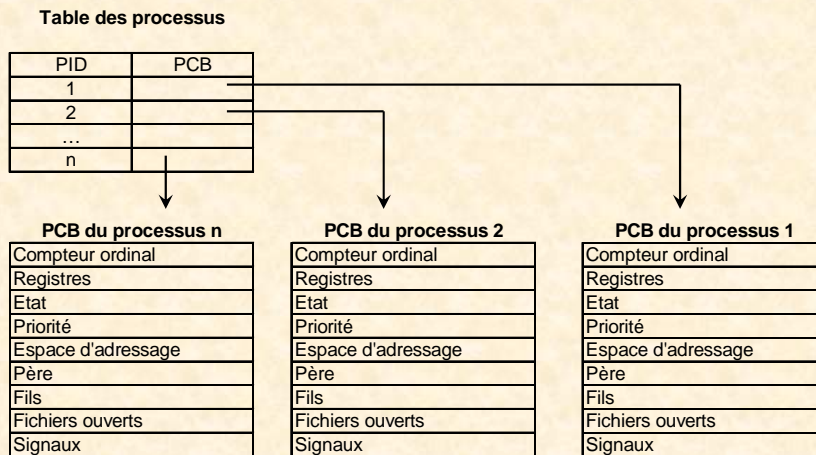 Table des processus
PID PCB
1
2
…
n
PCB du processus n
Compteur ordinal
Registres
Etat
Priorité
Espace d'adressage
Père
Fils
Fichiers ouverts
Signaux
PCB du processus 2
Compteur ordinal
Registres
Etat
Priorité
Espace d'adressage
Père
Fils
Fichiers ouverts
Signaux
PCB du processus 1
Compteur ordinal
Registres
Etat
Priorité
Espace d'adressage
Père
Fils
Fichiers ouverts
Signaux